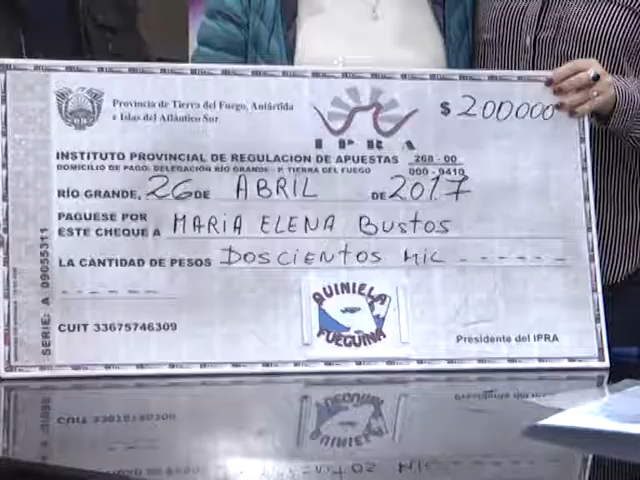 Provincia de Tierra del Fuego, Antártida
e Islas del Atlántico Sur
IPRA
$ 200000
INSTITUTO PROVINCIAL DE REGULACION DE APUESTAS
DOMICILIO DE PAGO: DELEGACIÓN RÍO GRANDE - P. TIERRA DEL FUEGO
268 - 00
000 - 9410
RÍO GRANDE, 26 DE ABRIL DE 2017
PAGUESE POR
ESTE CHEQUE A MARIA ELENA BUSTOS
LA CANTIDAD DE PESOS DOSCIENTOS MIL - - - - - -
SERIE: A 09055311
QUINIELA
FUEGUINA
CUIT 33675746309
Presidente del IPRA